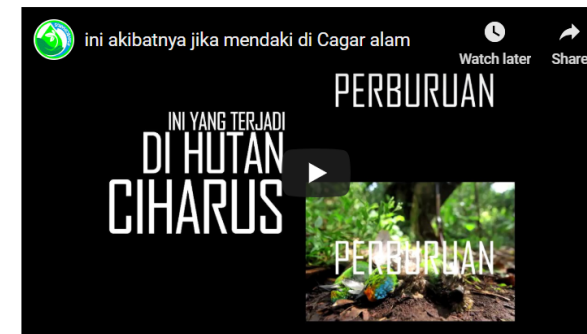 ini akibatnya jika mendaki di Cagar alam
Watch later
Share
PERBURUAN
INI YANG TERJADI
DI HUTAN
CIHARUS
PERBURUAN